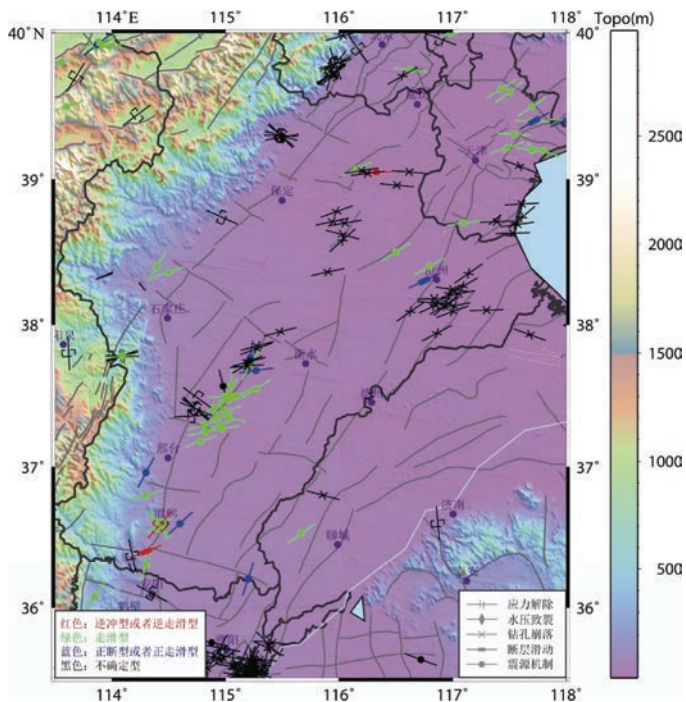 114°E 115° 116° 117° 118° Topo(m)
40°N 40°
天津
39° 39°
保定
沧州
石家庄
38° 38°
衡水
邢台
37° 37°
邯郸
济南
聊城
36° 36°
2500
2000
1500
1000
500
红色：逆冲型或者逆走滑型
绿色：走滑型
蓝色：正断型或者正走滑型
黑色：不确定型
应力解除
水压致裂
钻孔崩落
断层滑动
震源机制
114° 115° 116° 117° 118°